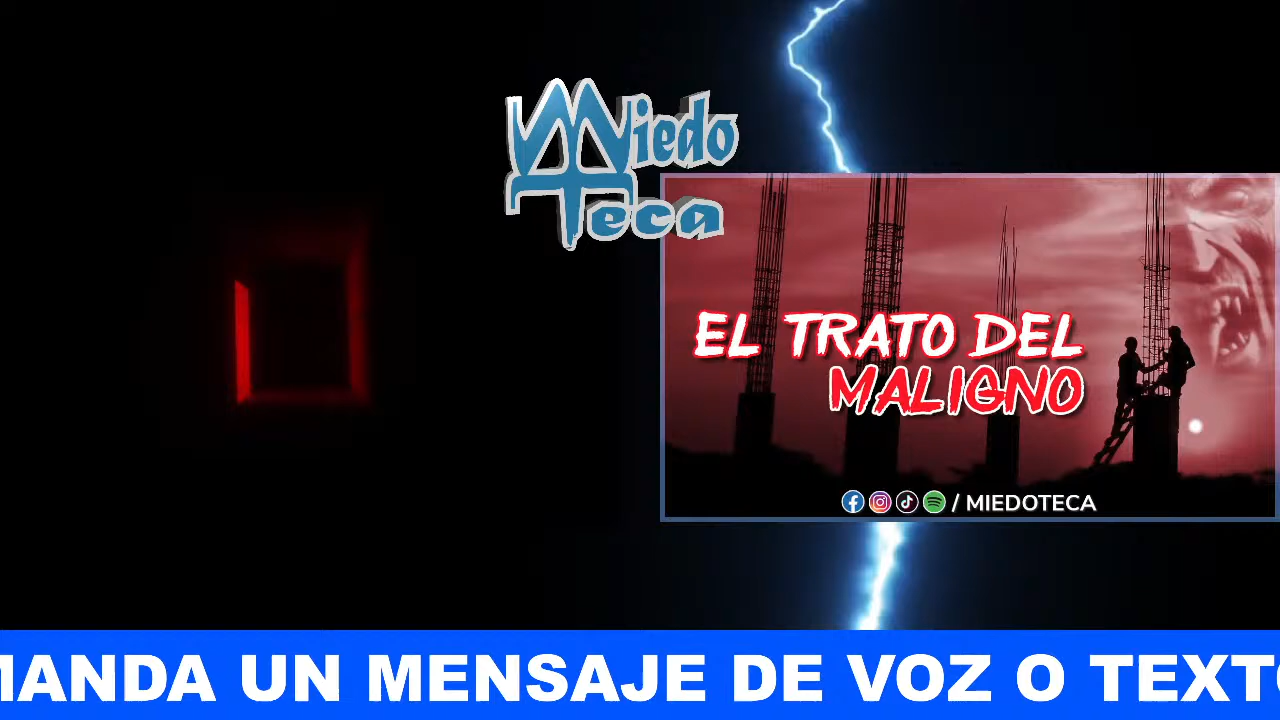 Miedo
Teca
EL TRATO DEL
MALIGNO
/ MIEDOTECA
MANDA UN MENSAJE DE VOZ O TEXTO